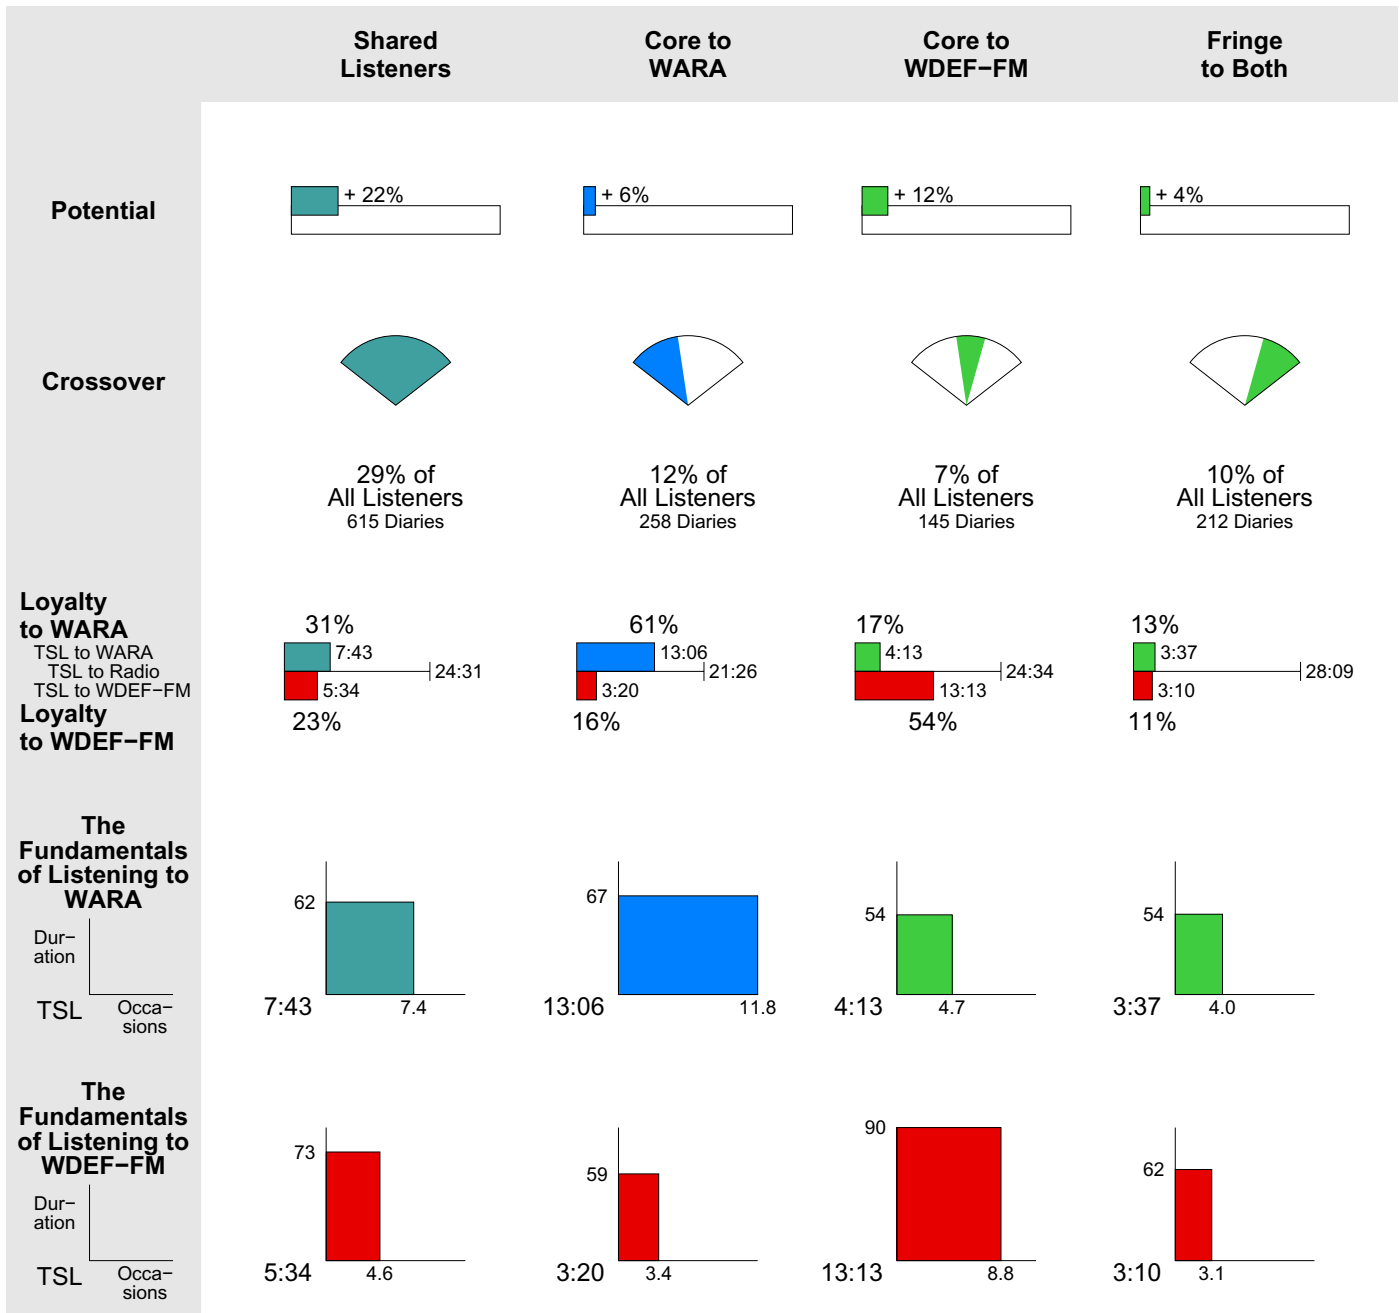 Shared
Listeners
Core to
WARA
Core to
WDEF−FM
Fringe
to Both
Potential
+ 22%
+ 6%
+ 12%
+ 4%
Crossover
29% of
All Listeners
615 Diaries
12% of
All Listeners
258 Diaries
7% of
All Listeners
145 Diaries
10% of
All Listeners
212 Diaries
Loyalty
to WARA
TSL to WARA
TSL to Radio
TSL to WDEF−FM
Loyalty
to WDEF−FM
31%
7:43
24:31
5:34
23%
61%
13:06
21:26
3:20
16%
17%
4:13
24:34
13:13
54%
13%
3:37
28:09
3:10
11%
The
Fundamentals
of Listening to
WARA
Dur−
ation
TSL
Occa−
sions
62
7:43
7.4
67
13:06
11.8
54
4:13
4.7
54
3:37
4.0
The
Fundamentals
of Listening to
WDEF−FM
Dur−
ation
TSL
Occa−
sions
73
5:34
4.6
59
3:20
3.4
90
13:13
8.8
62
3:10
3.1